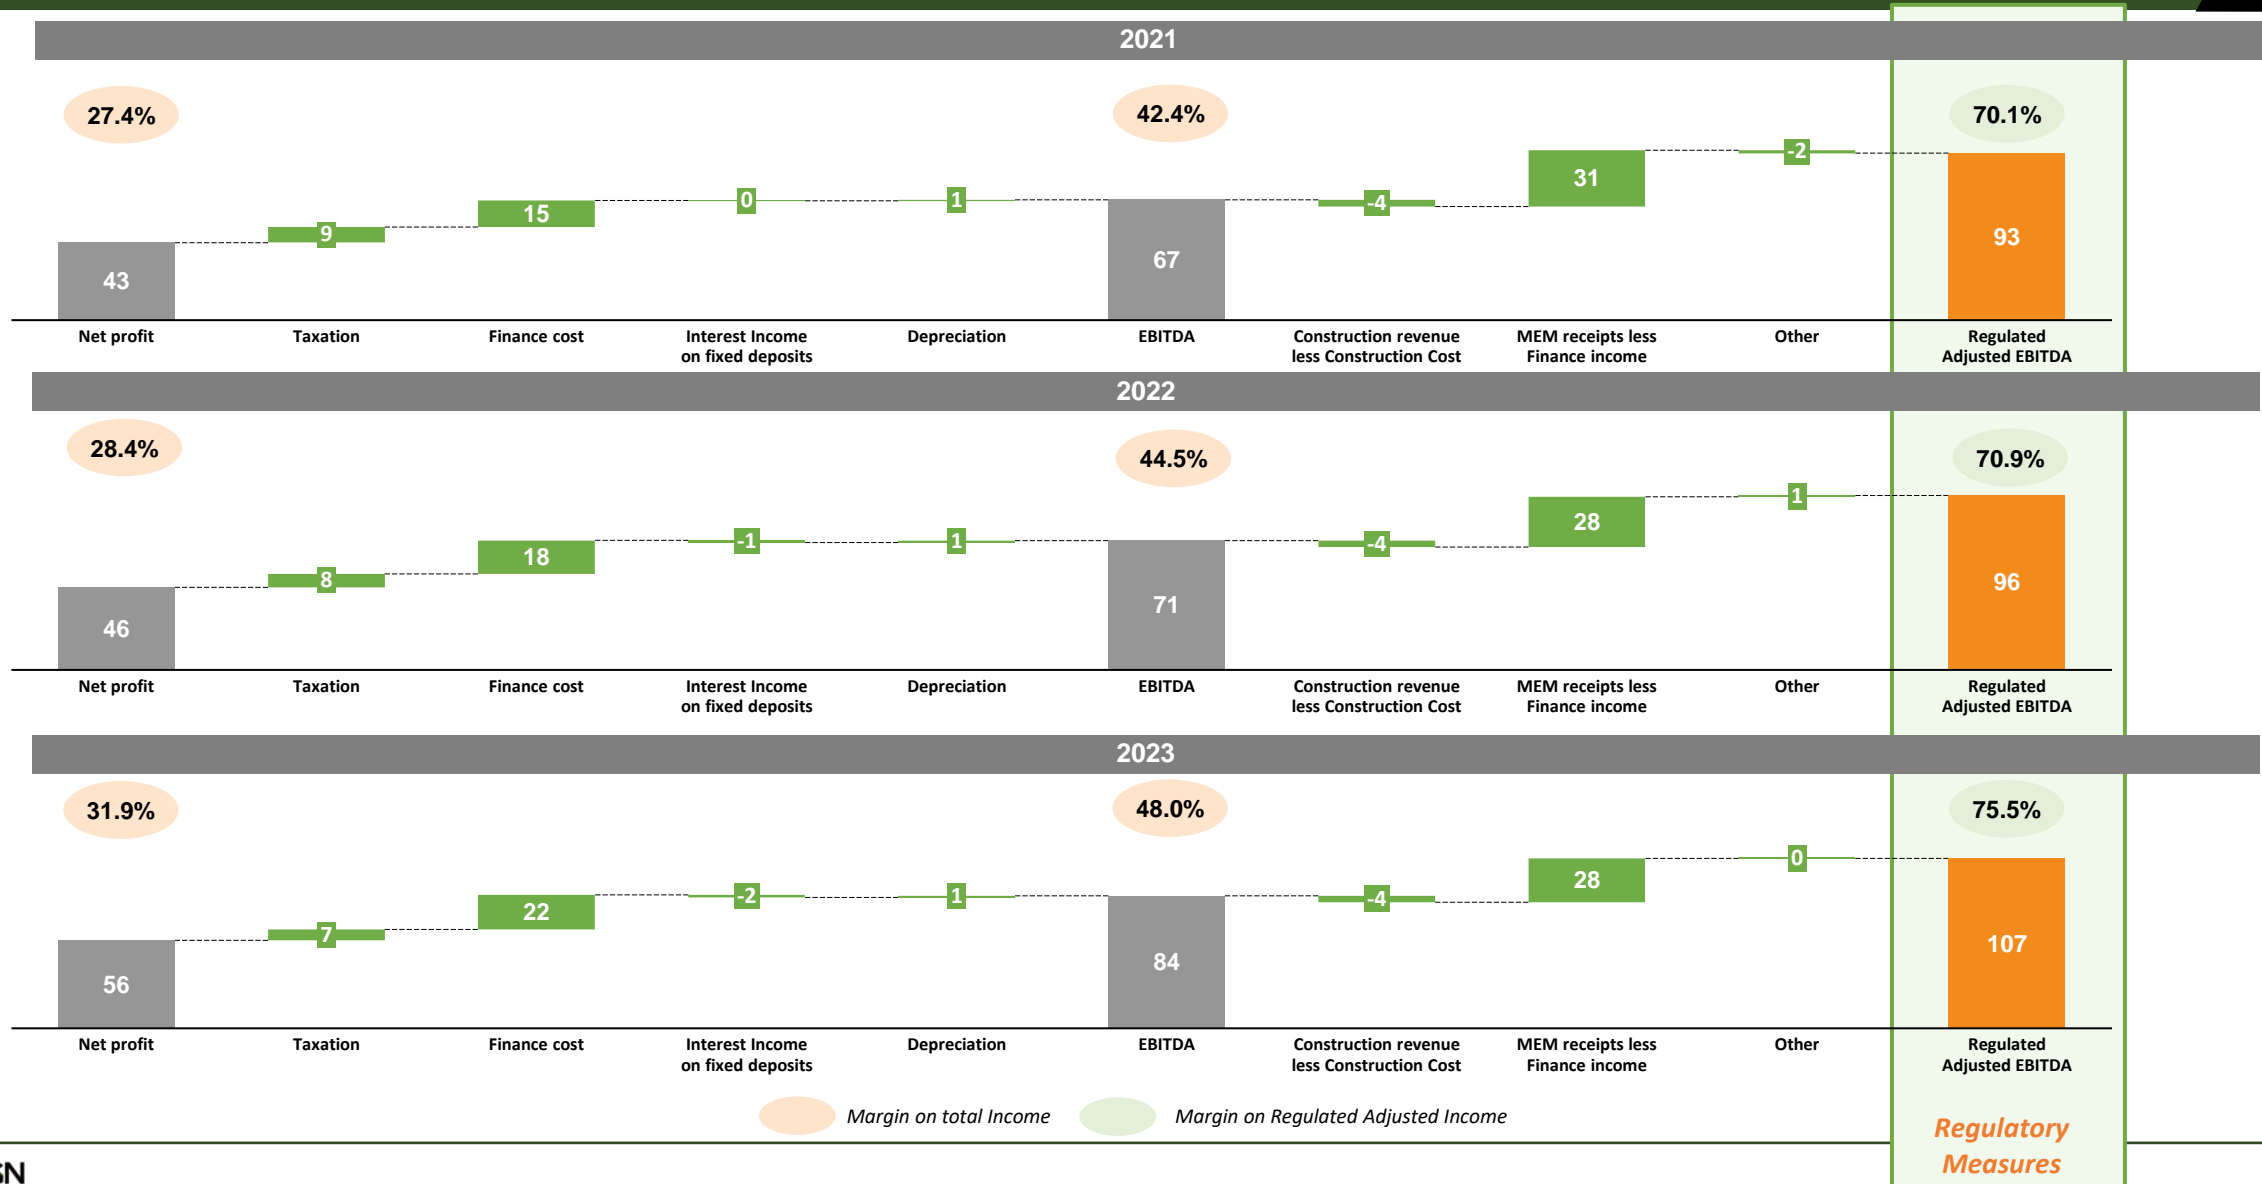 2021
27.4%
42.4%
70.1%
43
9
15
0
1
67
-4
31
-2
93
Net profit
Taxation
Finance cost
Interest Income
on fixed deposits
Depreciation
EBITDA
Construction revenue
less Construction Cost
MEM receipts less
Finance income
Other
Regulated
Adjusted EBITDA
2022
28.4%
44.5%
70.9%
46
8
18
-1
1
71
-4
28
1
96
Net profit
Taxation
Finance cost
Interest Income
on fixed deposits
Depreciation
EBITDA
Construction revenue
less Construction Cost
MEM receipts less
Finance income
Other
Regulated
Adjusted EBITDA
2023
31.9%
48.0%
75.5%
56
7
22
-2
1
84
-4
28
0
107
Net profit
Taxation
Finance cost
Interest Income
on fixed deposits
Depreciation
EBITDA
Construction revenue
less Construction Cost
MEM receipts less
Finance income
Other
Regulated
Adjusted EBITDA
Margin on total Income
Margin on Regulated Adjusted Income
Regulatory
Measures